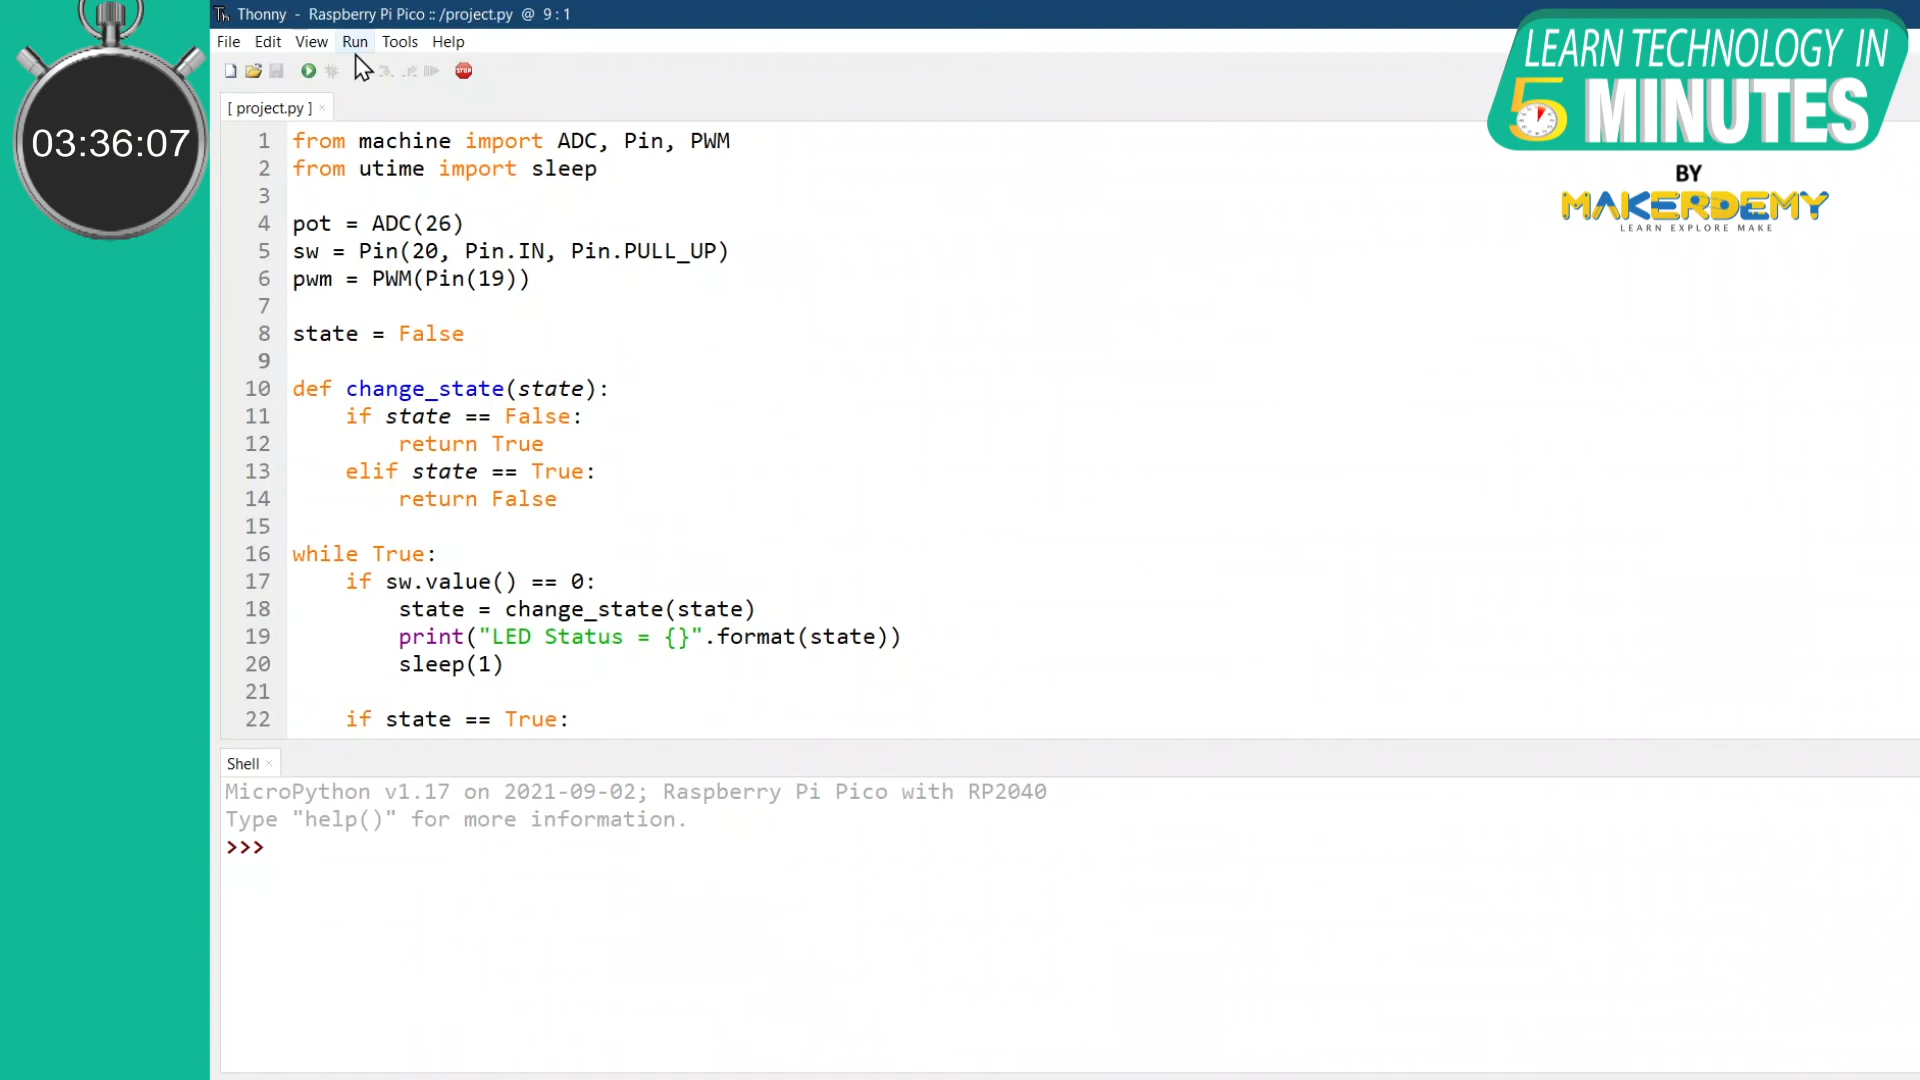 Thonny - Raspberry Pi Pico :: /project.py @ 9 : 1
File Edit View Run Tools Help
STOP
[ project.py ] ×
03:36:07
LEARN TECHNOLOGY IN
5 MINUTES
BY
MAKERDEMY
LEARN EXPLORE MAKE
1 from machine import ADC, Pin, PWM
2 from utime import sleep
3
4 pot = ADC(26)
5 sw = Pin(20, Pin.IN, Pin.PULL_UP)
6 pwm = PWM(Pin(19))
7
8 state = False
9
10 def change_state(state):
11 if state == False:
12 return True
13 elif state == True:
14 return False
15
16 while True:
17 if sw.value() == 0:
18 state = change_state(state)
19 print("LED Status = {}".format(state))
20 sleep(1)
21
22 if state == True:
Shell ×
MicroPython v1.17 on 2021-09-02; Raspberry Pi Pico with RP2040
Type "help()" for more information.
>>>